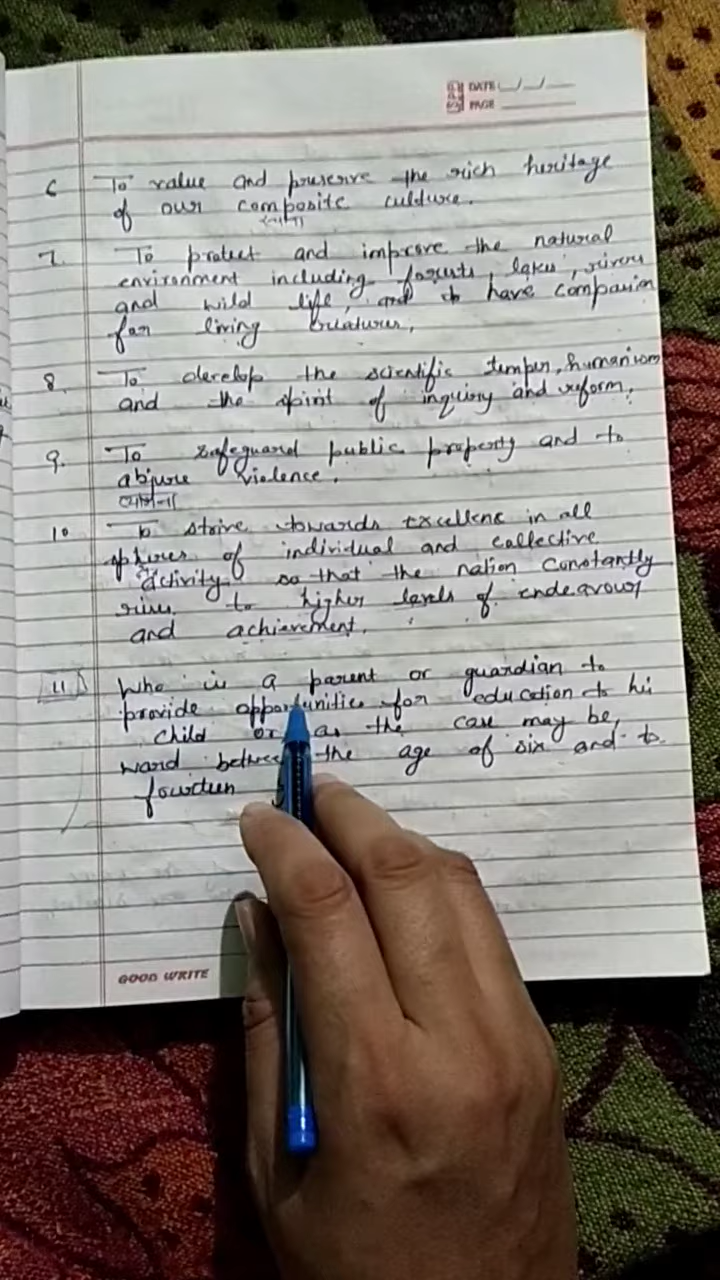 DATE
PAGE
6 To value and preserve the rich heritage
of our composite culture.
7. To protect and improve the natural
environment including forests, lakes, rivers
and wild life, and to have compassion
for living creatures,
8. To develop the scientific temper, humanism
and the spirit of inquiry and reform,
9. To safeguard public property and to
abjure violence.
10 To strive towards excellenc in all
spheres of individual and collective
activity so that the nation constantly
rises to higher levels of endeavour
and achievement.
11 Who is a parent or guardian to
provide opportunities for education to his
child or as the case may be,
ward between the age of six and to
fourteen
GOOD WRITE